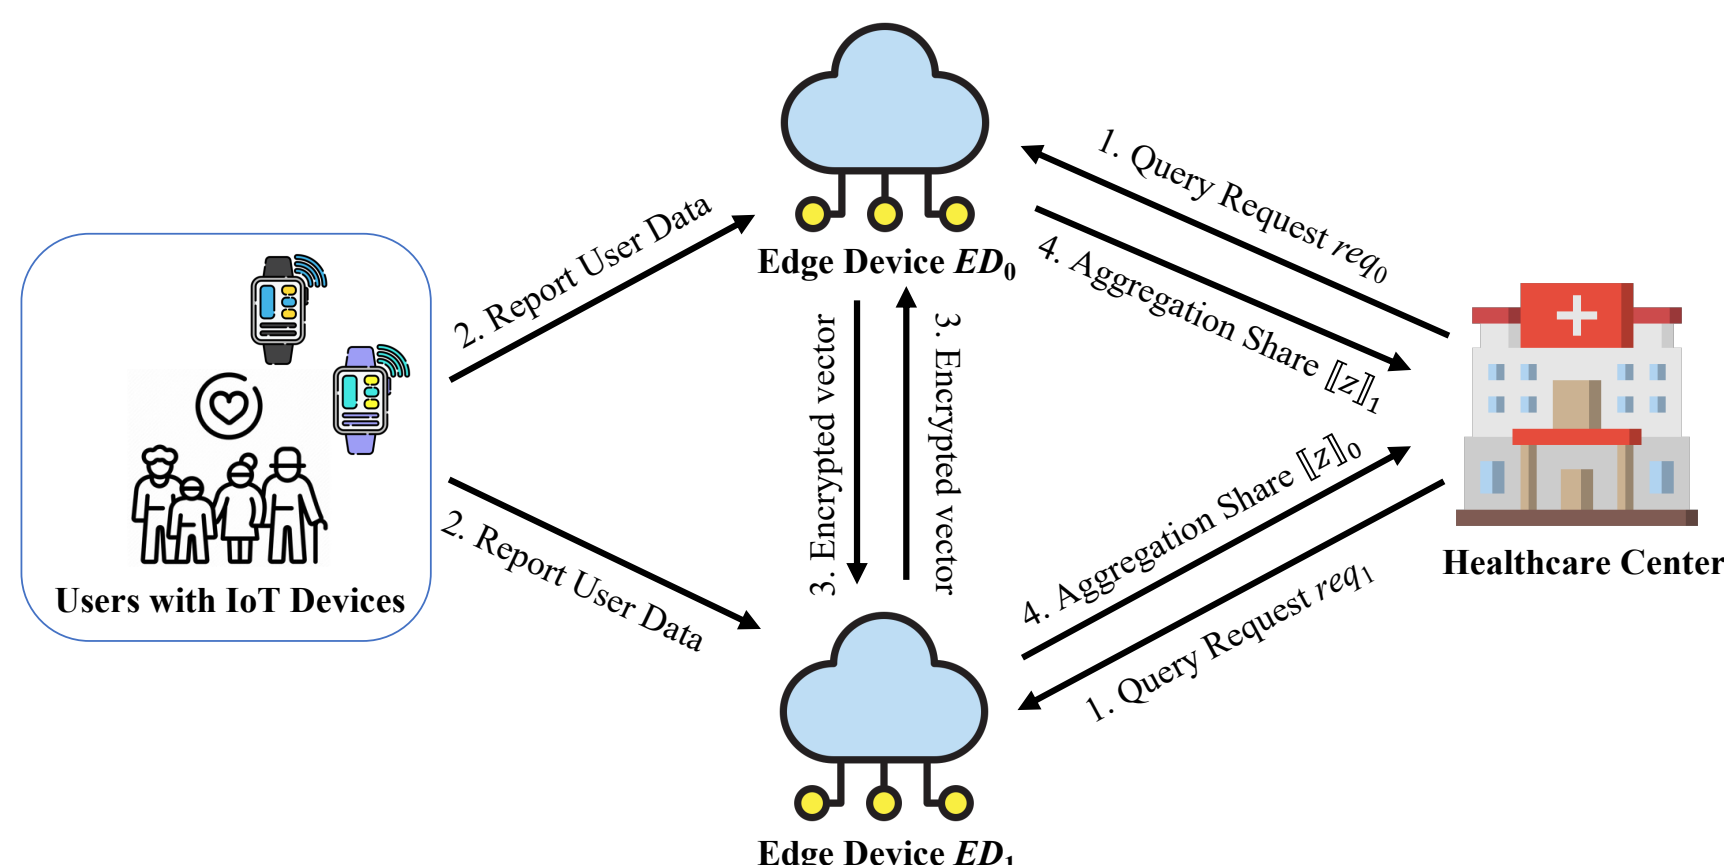 1. Query Request req₀
2. Report User Data
Edge Device ED₀
4. Aggregation Share ⟦z⟧₁
3. Encrypted vector
3. Encrypted vector
4. Aggregation Share ⟦z⟧₀
2. Report User Data
Healthcare Center
Users with IoT Devices
1. Query Request req₁
Edge Device ED₁